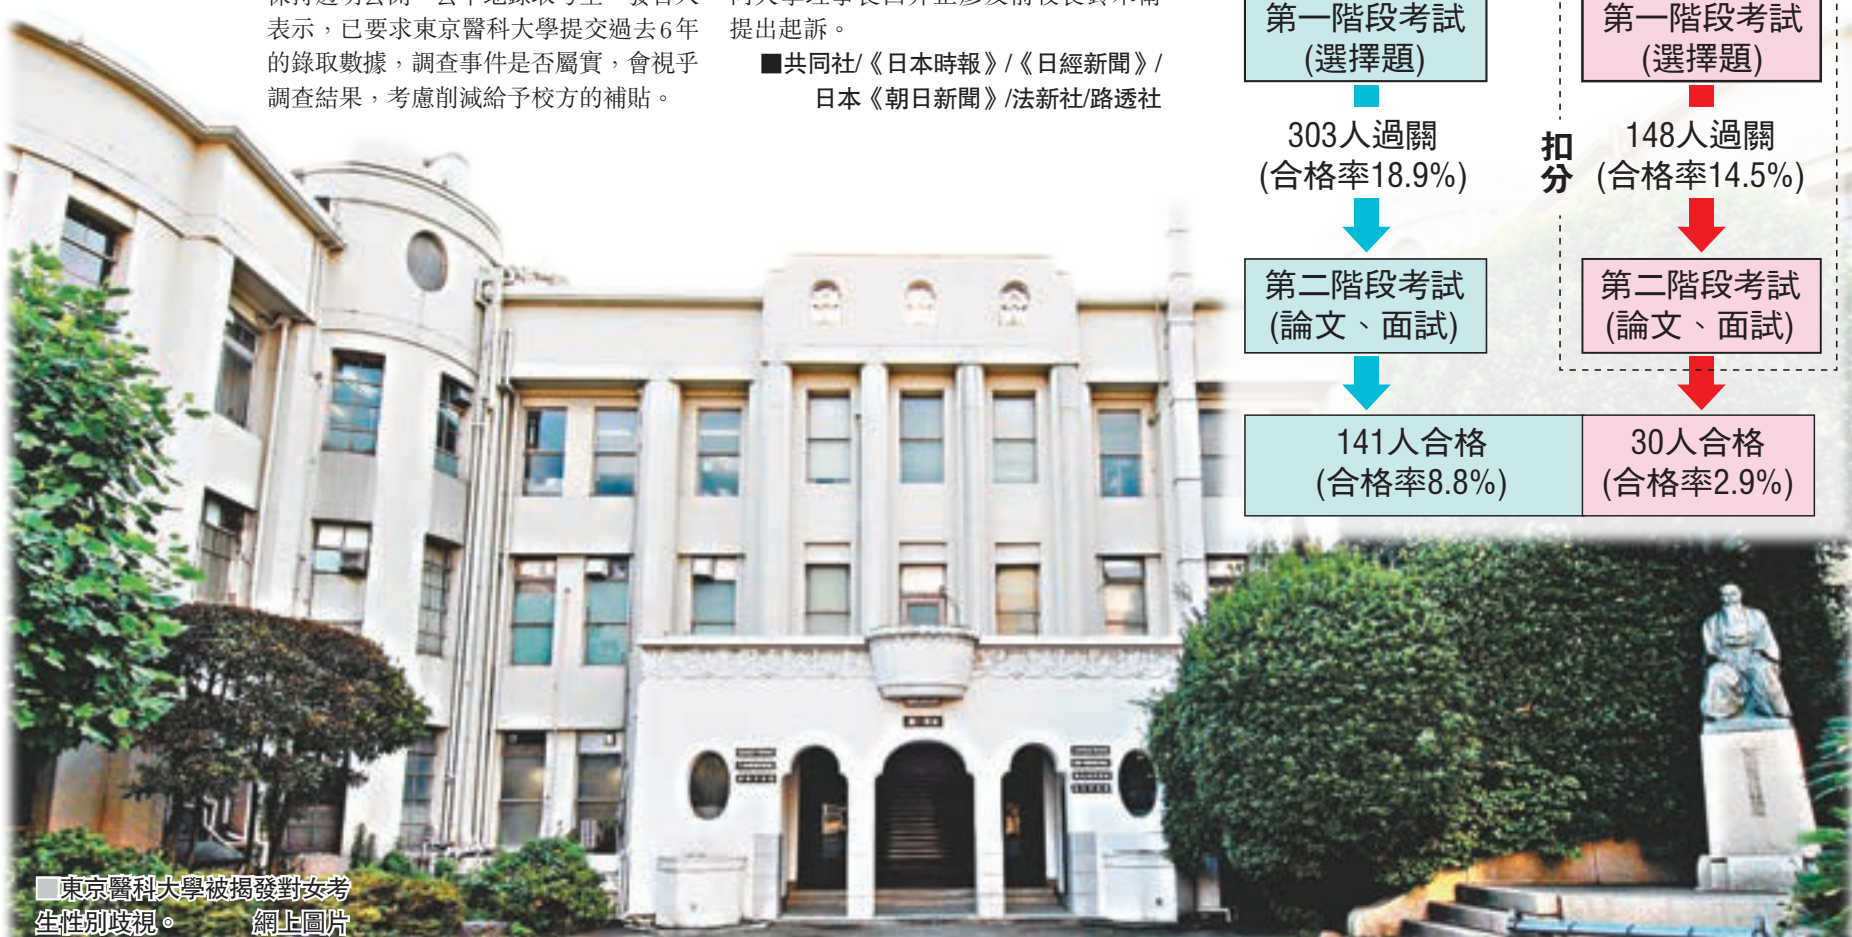 表示，已要求東京醫科大學提交過去6年
的錄取數據，調查事件是否屬實，會視乎
調查結果，考慮削減給予校方的補貼。
提出起訴。
■共同社/《日本時報》/《日經新聞》/
日本《朝日新聞》/法新社/路透社
第一階段考試
(選擇題)
303人過關
(合格率18.9%)
第二階段考試
(論文、面試)
141人合格
(合格率8.8%)
扣分
第一階段考試
(選擇題)
148人過關
(合格率14.5%)
第二階段考試
(論文、面試)
30人合格
(合格率2.9%)
■東京醫科大學被揭發對女考
生性別歧視。 網上圖片